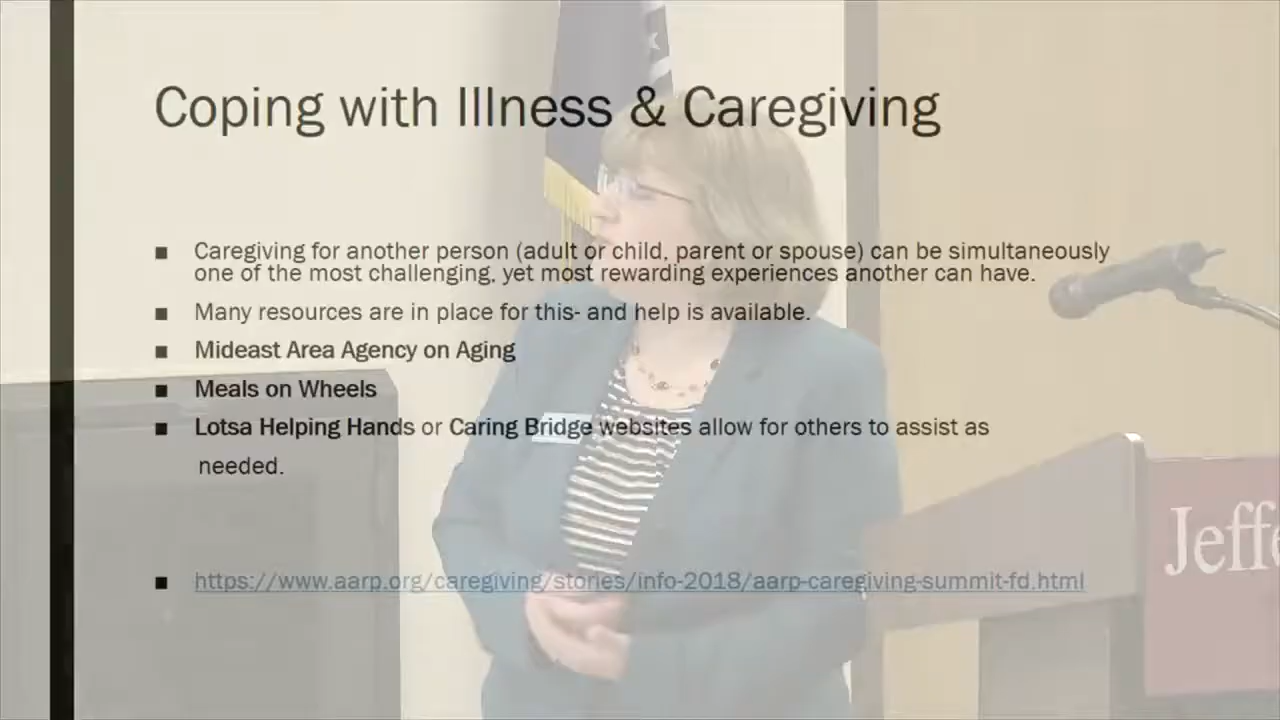 Coping with Illness & Caregiving
■ Caregiving for another person (adult or child, parent or spouse) can be simultaneously
one of the most challenging, yet most rewarding experiences another can have.
■ Many resources are in place for this- and help is available.
■ Mideast Area Agency on Aging
■ Meals on Wheels
■ Lotsa Helping Hands or Caring Bridge websites allow for others to assist as
needed.
■ https://www.aarp.org/caregiving/stories/info-2018/aarp-caregiving-summit-fd.html
Jeffe